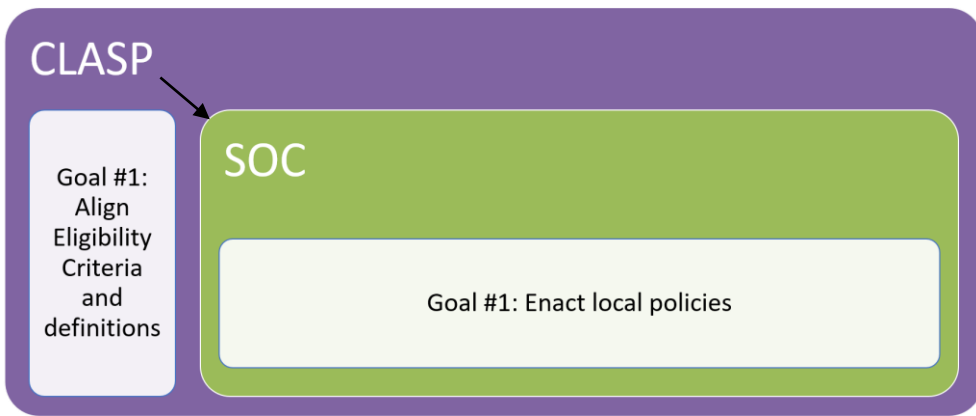 CLASP
Goal #1:
Align
Eligibility
Criteria
and
definitions
SOC
Goal #1: Enact local policies